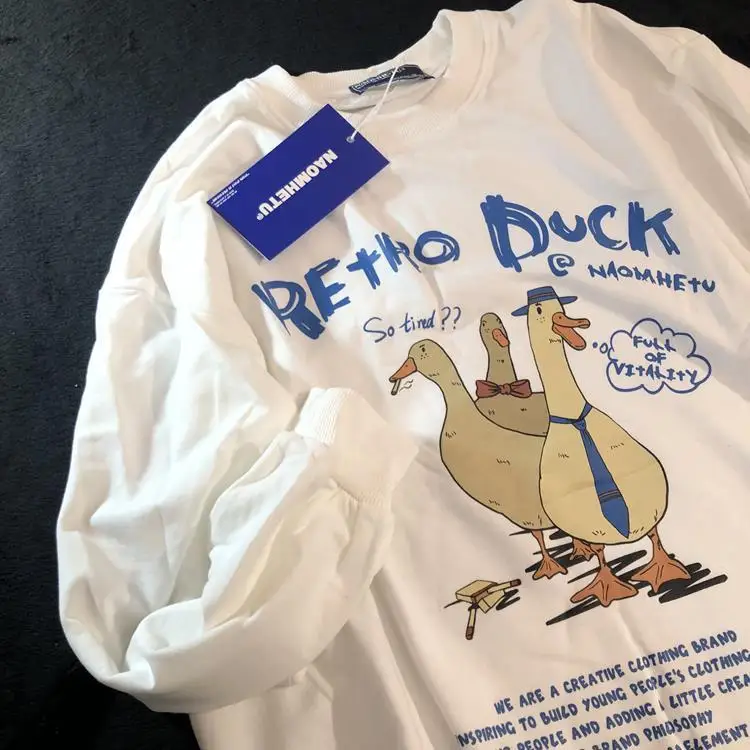 NAOMHETU®
RETRO DUCK
@ NAOMHETU
So tired??
FULL
OF
VITALITY
WE ARE A CREATIVE CLOTHING BRAND
INSPIRING TO BUILD YOUNG PEOPLE'S CLOTHING
PEOPLE AND ADDING A LITTLE
BRAND PHILOSOPHY
ELEMENT